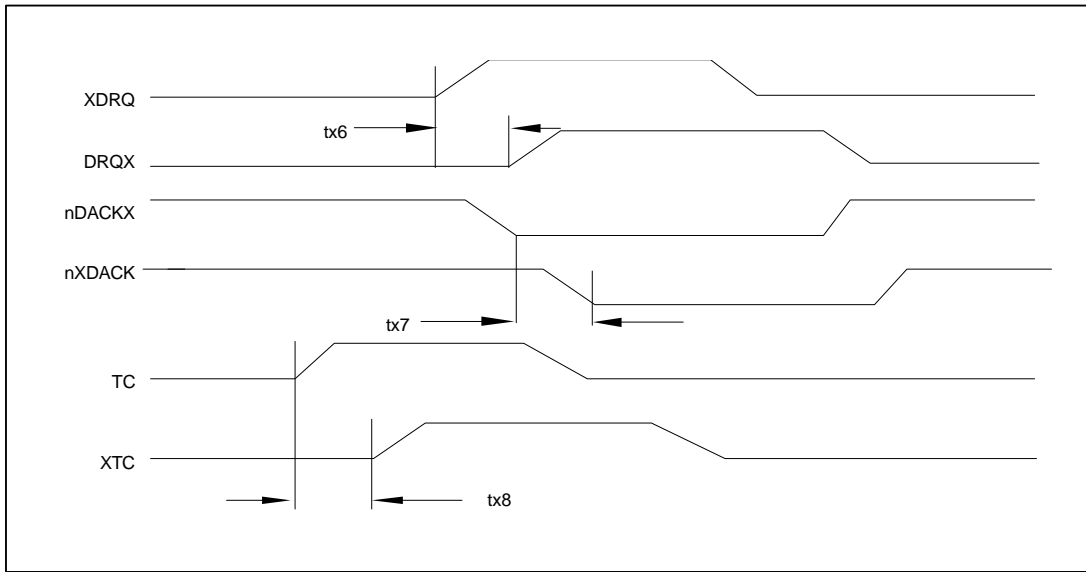 XDRQ
tx6
DRQX
nDACKX
nXDACK
tx7
TC
XTC
tx8